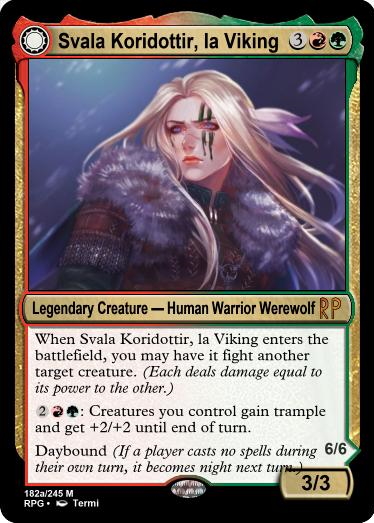 Svala Koridottir, la Viking 3
Legendary Creature — Human Warrior Werewolf RP
When Svala Koridottir, la Viking enters the
battlefield, you may have it fight another
target creature. (Each deals damage equal to
its power to the other.)
2: Creatures you control gain trample
and get +2/+2 until end of turn.
Daybound (If a player casts no spells during
their own turn, it becomes night next turn.)
6/6
3/3
182a/245 M
RPG • Termi